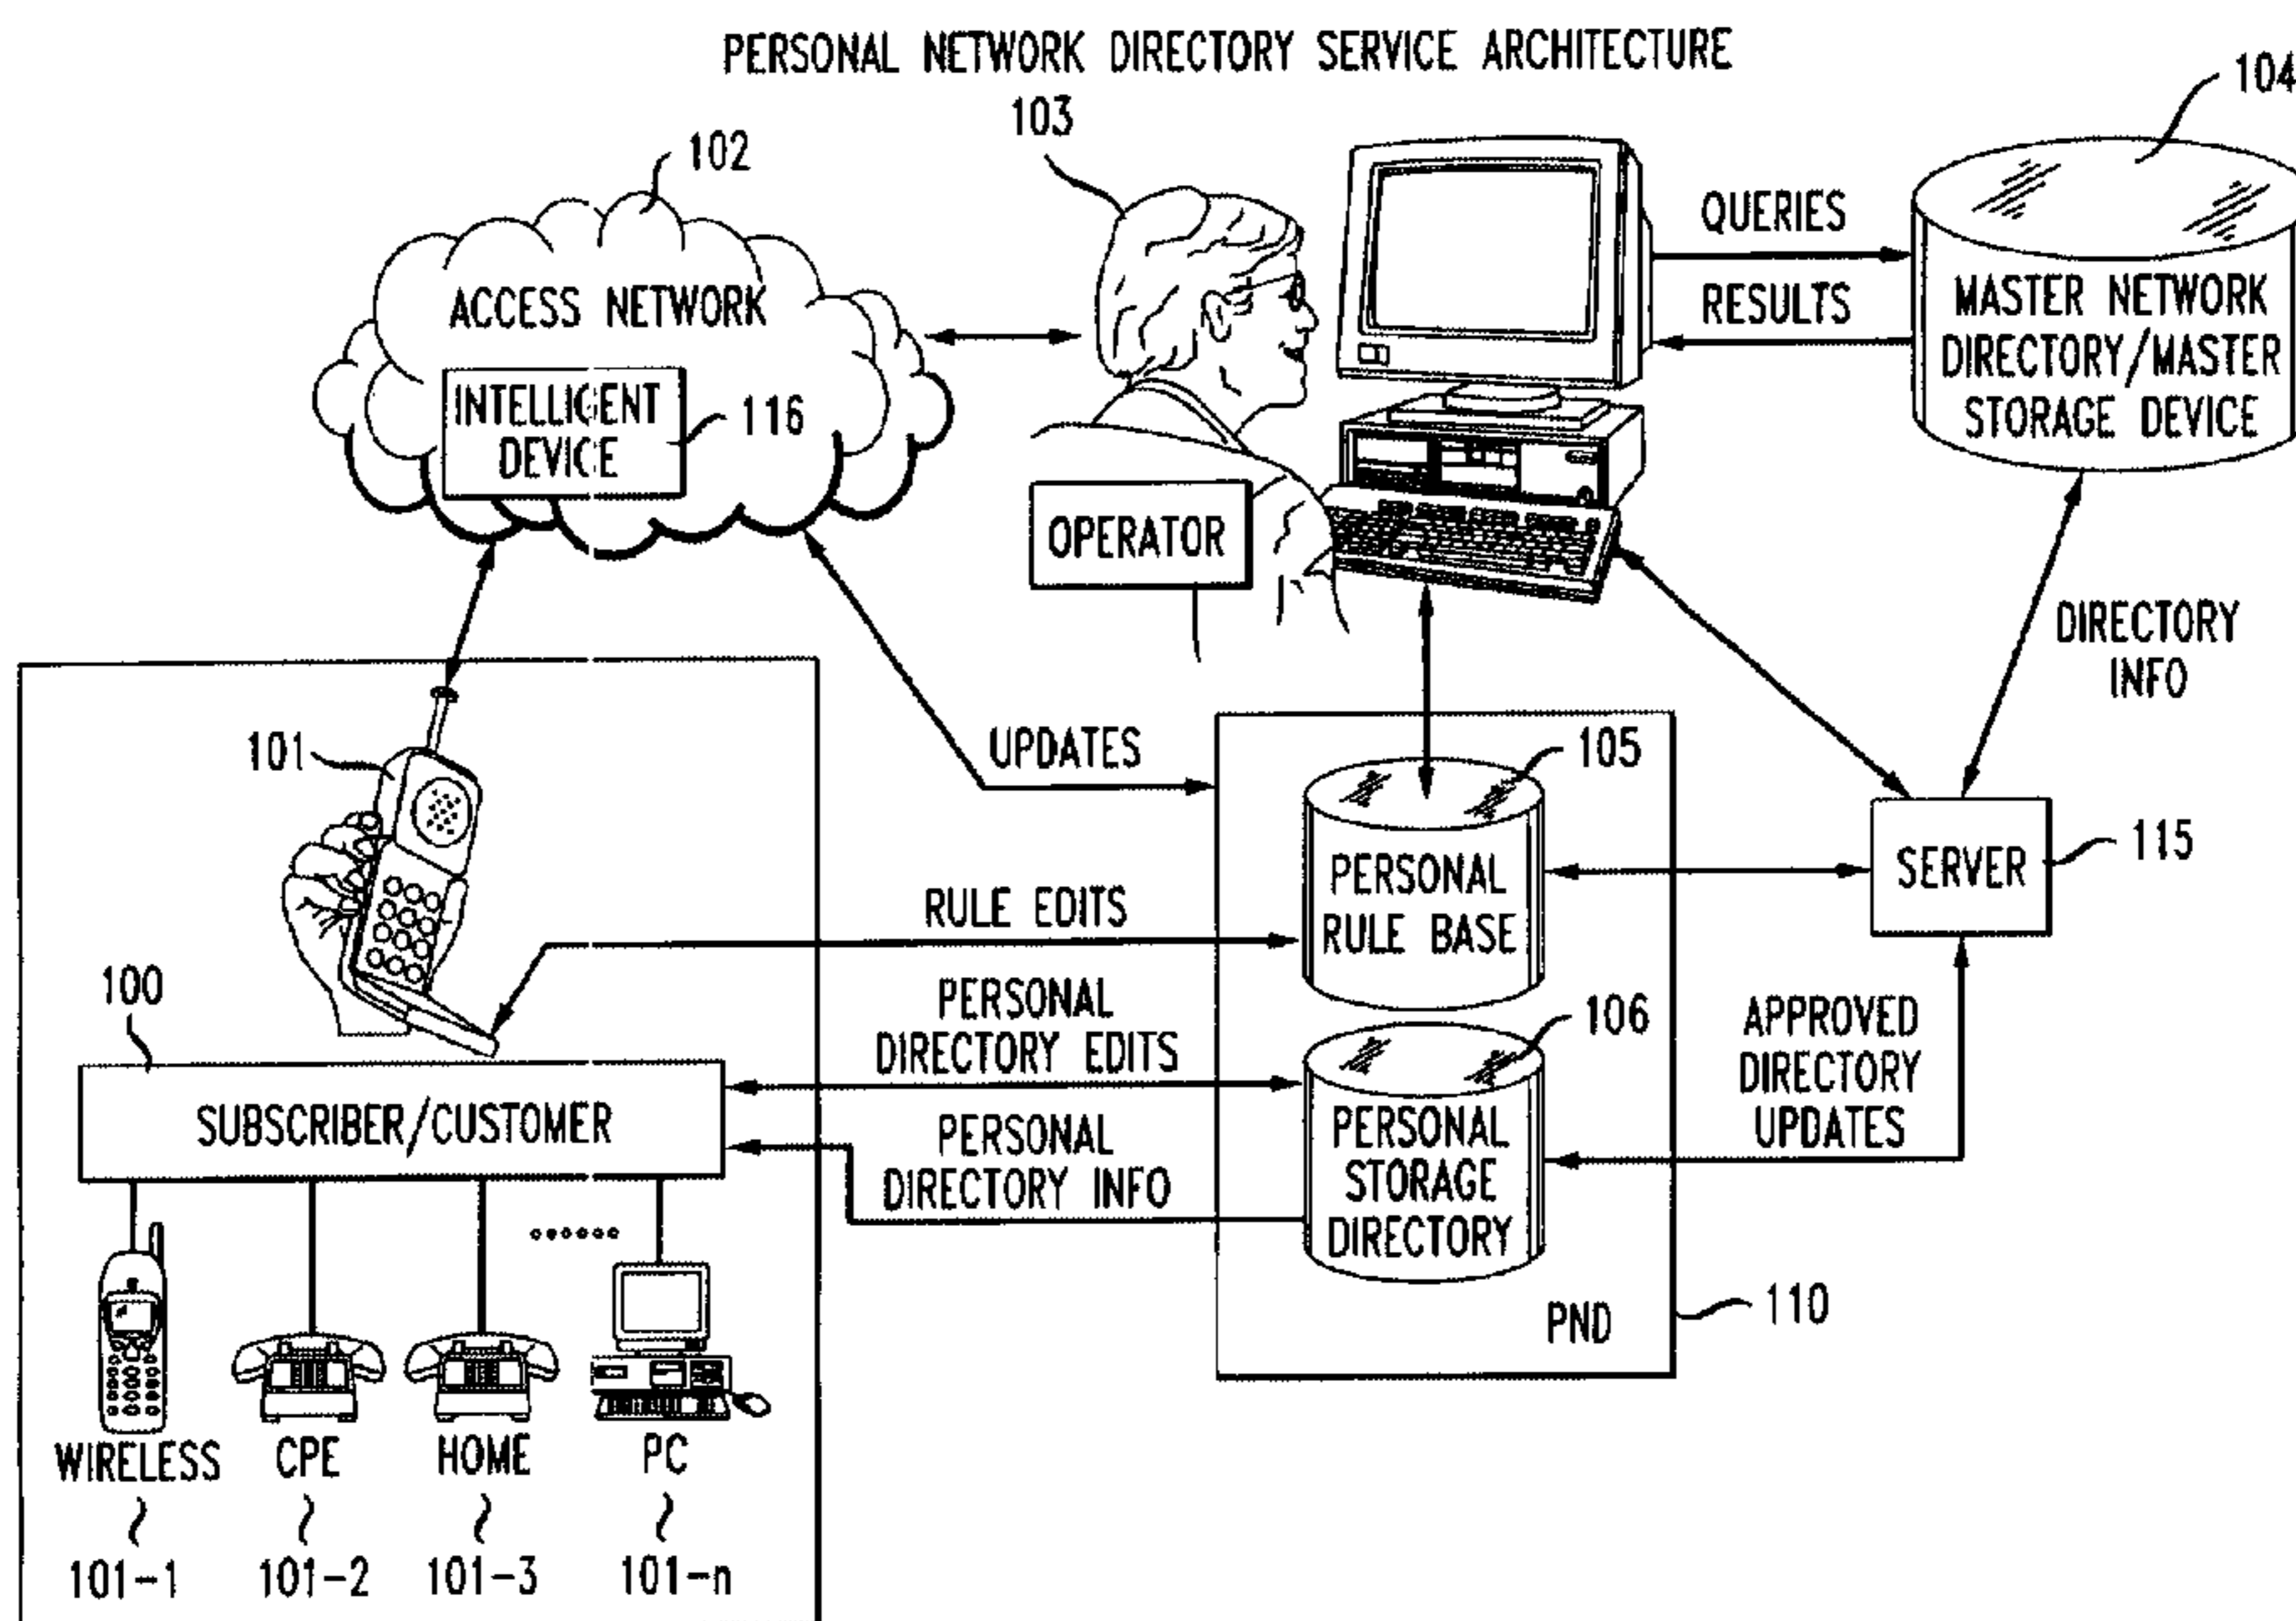 PERSONAL NETWORK DIRECTORY SERVICE ARCHITECTURE
103
104
102
ACCESS NETWORK
INTELLIGENT
DEVICE
116
OPERATOR
QUERIES
RESULTS
MASTER NETWORK
DIRECTORY/MASTER
STORAGE DEVICE
DIRECTORY
INFO
UPDATES
101
105
PERSONAL
RULE BASE
SERVER
115
RULE EDITS
100
PERSONAL
DIRECTORY EDITS
106
APPROVED
DIRECTORY
UPDATES
SUBSCRIBER/CUSTOMER
PERSONAL
DIRECTORY INFO
PERSONAL
STORAGE
DIRECTORY
PND
110
WIRELESS
CPE
HOME
PC
101-1
101-2
101-3
101-n